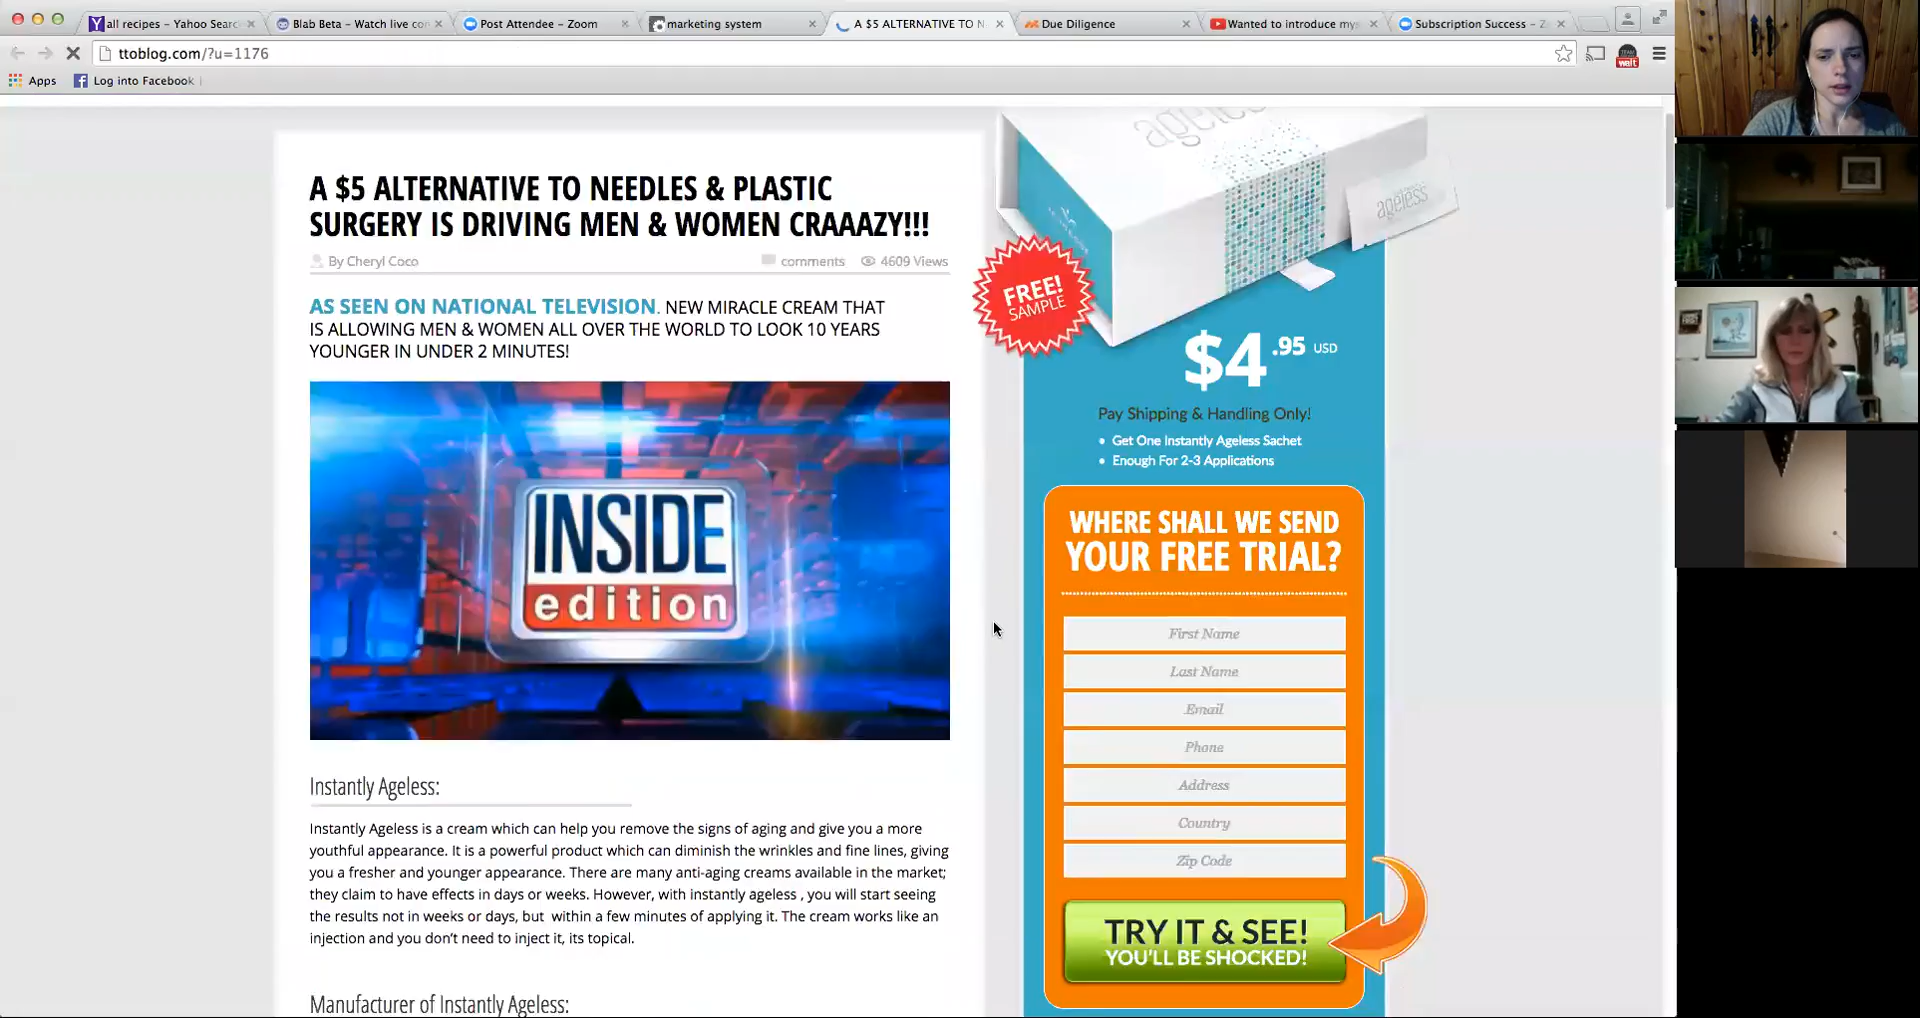 all recipes – Yahoo Searc
Blab Beta – Watch live con
Post Attendee – Zoom
marketing system
A $5 ALTERNATIVE TO N
Due Diligence
Wanted to introduce my
Subscription Success – Z
ttoblog.com/?u=1176
Apps
Log into Facebook
A $5 ALTERNATIVE TO NEEDLES & PLASTIC
SURGERY IS DRIVING MEN & WOMEN CRAAAZY!!!
By Cheryl Coco
comments
4609 Views
AS SEEN ON NATIONAL TELEVISION. NEW MIRACLE CREAM THAT
IS ALLOWING MEN & WOMEN ALL OVER THE WORLD TO LOOK 10 YEARS
YOUNGER IN UNDER 2 MINUTES!
INSIDE
edition
Instantly Ageless:
Instantly Ageless is a cream which can help you remove the signs of aging and give you a more
youthful appearance. It is a powerful product which can diminish the wrinkles and fine lines, giving
you a fresher and younger appearance. There are many anti-aging creams available in the market;
they claim to have effects in days or weeks. However, with instantly ageless , you will start seeing
the results not in weeks or days, but within a few minutes of applying it. The cream works like an
injection and you don't need to inject it, its topical.
Manufacturer of Instantly Ageless:
ageless
ageless
FREE!
SAMPLE
$4.95 USD
Pay Shipping & Handling Only!
• Get One Instantly Ageless Sachet
• Enough For 2-3 Applications
WHERE SHALL WE SEND
YOUR FREE TRIAL?
First Name
Last Name
Email
Phone
Address
Country
Zip Code
TRY IT & SEE!
YOU'LL BE SHOCKED!